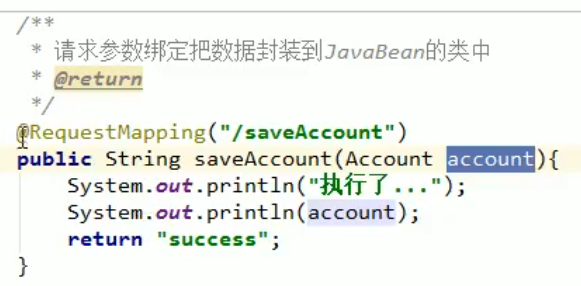 /**
 * 请求参数绑定把数据封装到JavaBean的类中
 * @return
 */
@RequestMapping("/saveAccount")
public String saveAccount(Account account){
    System.out.println("执行了...");
    System.out.println(account);
    return "success";
}